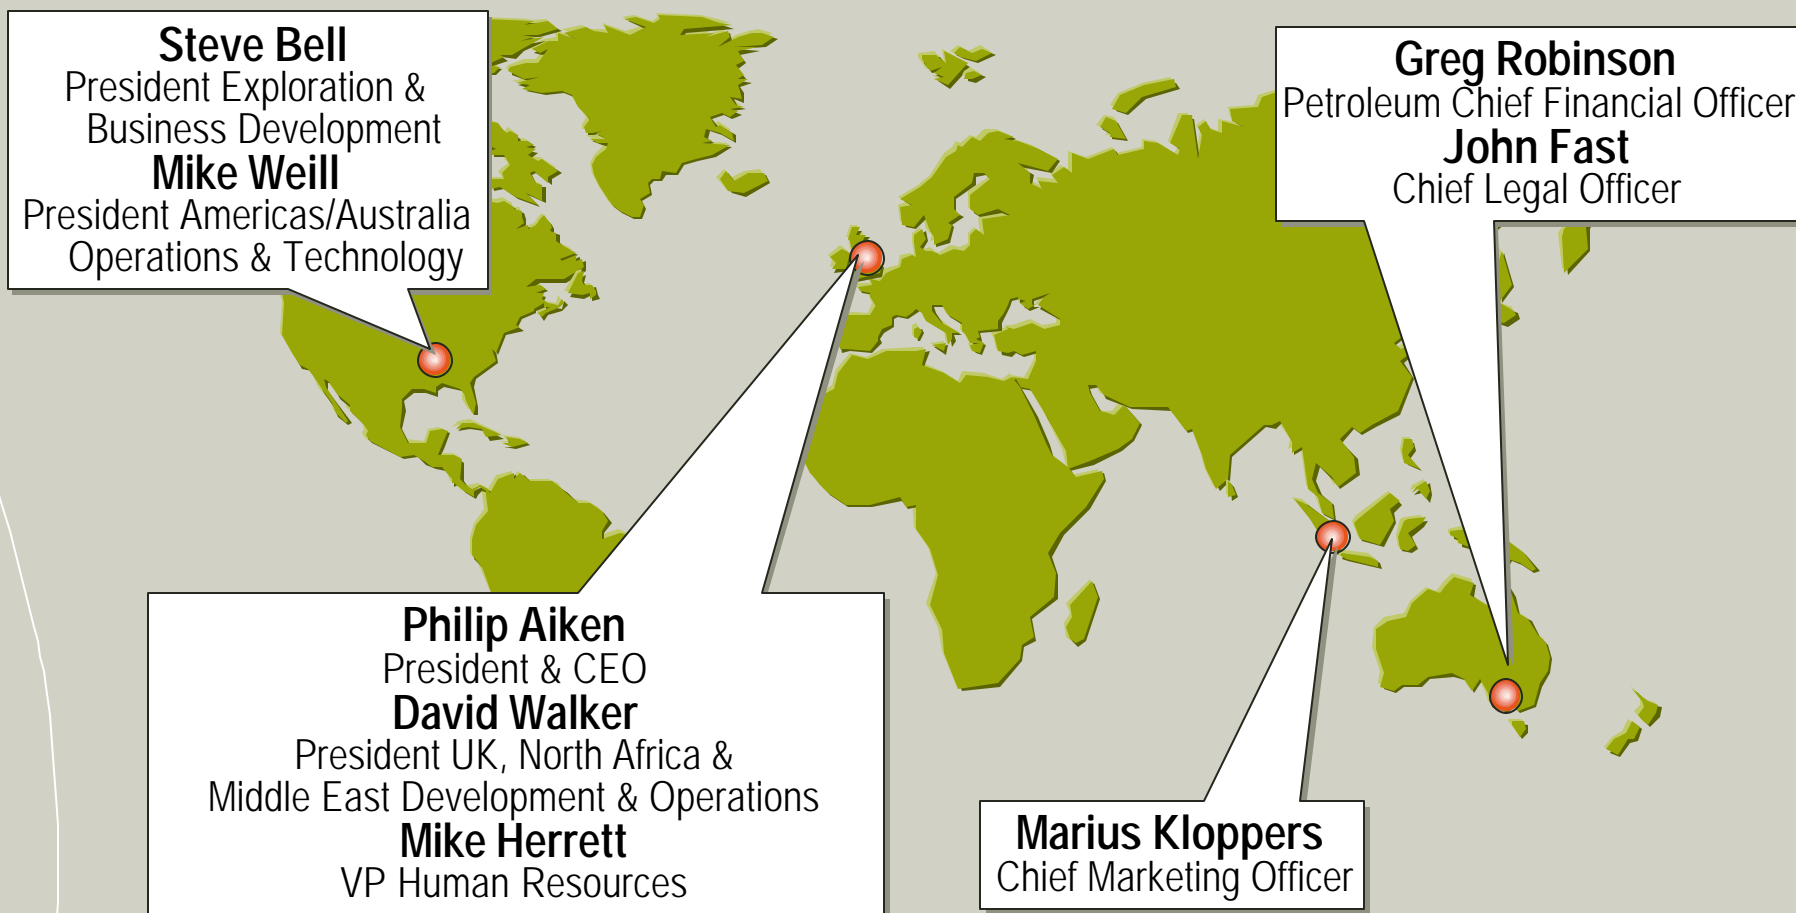 Steve Bell
President Exploration &
Business Development
Mike Weill
President Americas/Australia
Operations & Technology
Greg Robinson
Petroleum Chief Financial Officer
John Fast
Chief Legal Officer
Philip Aiken
President & CEO
David Walker
President UK, North Africa &
Middle East Development & Operations
Mike Herrett
VP Human Resources
Marius Kloppers
Chief Marketing Officer